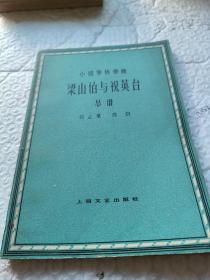 小提琴协奏曲
梁山伯与祝英台
总谱
何占豪 陈钢
上海文艺出版社